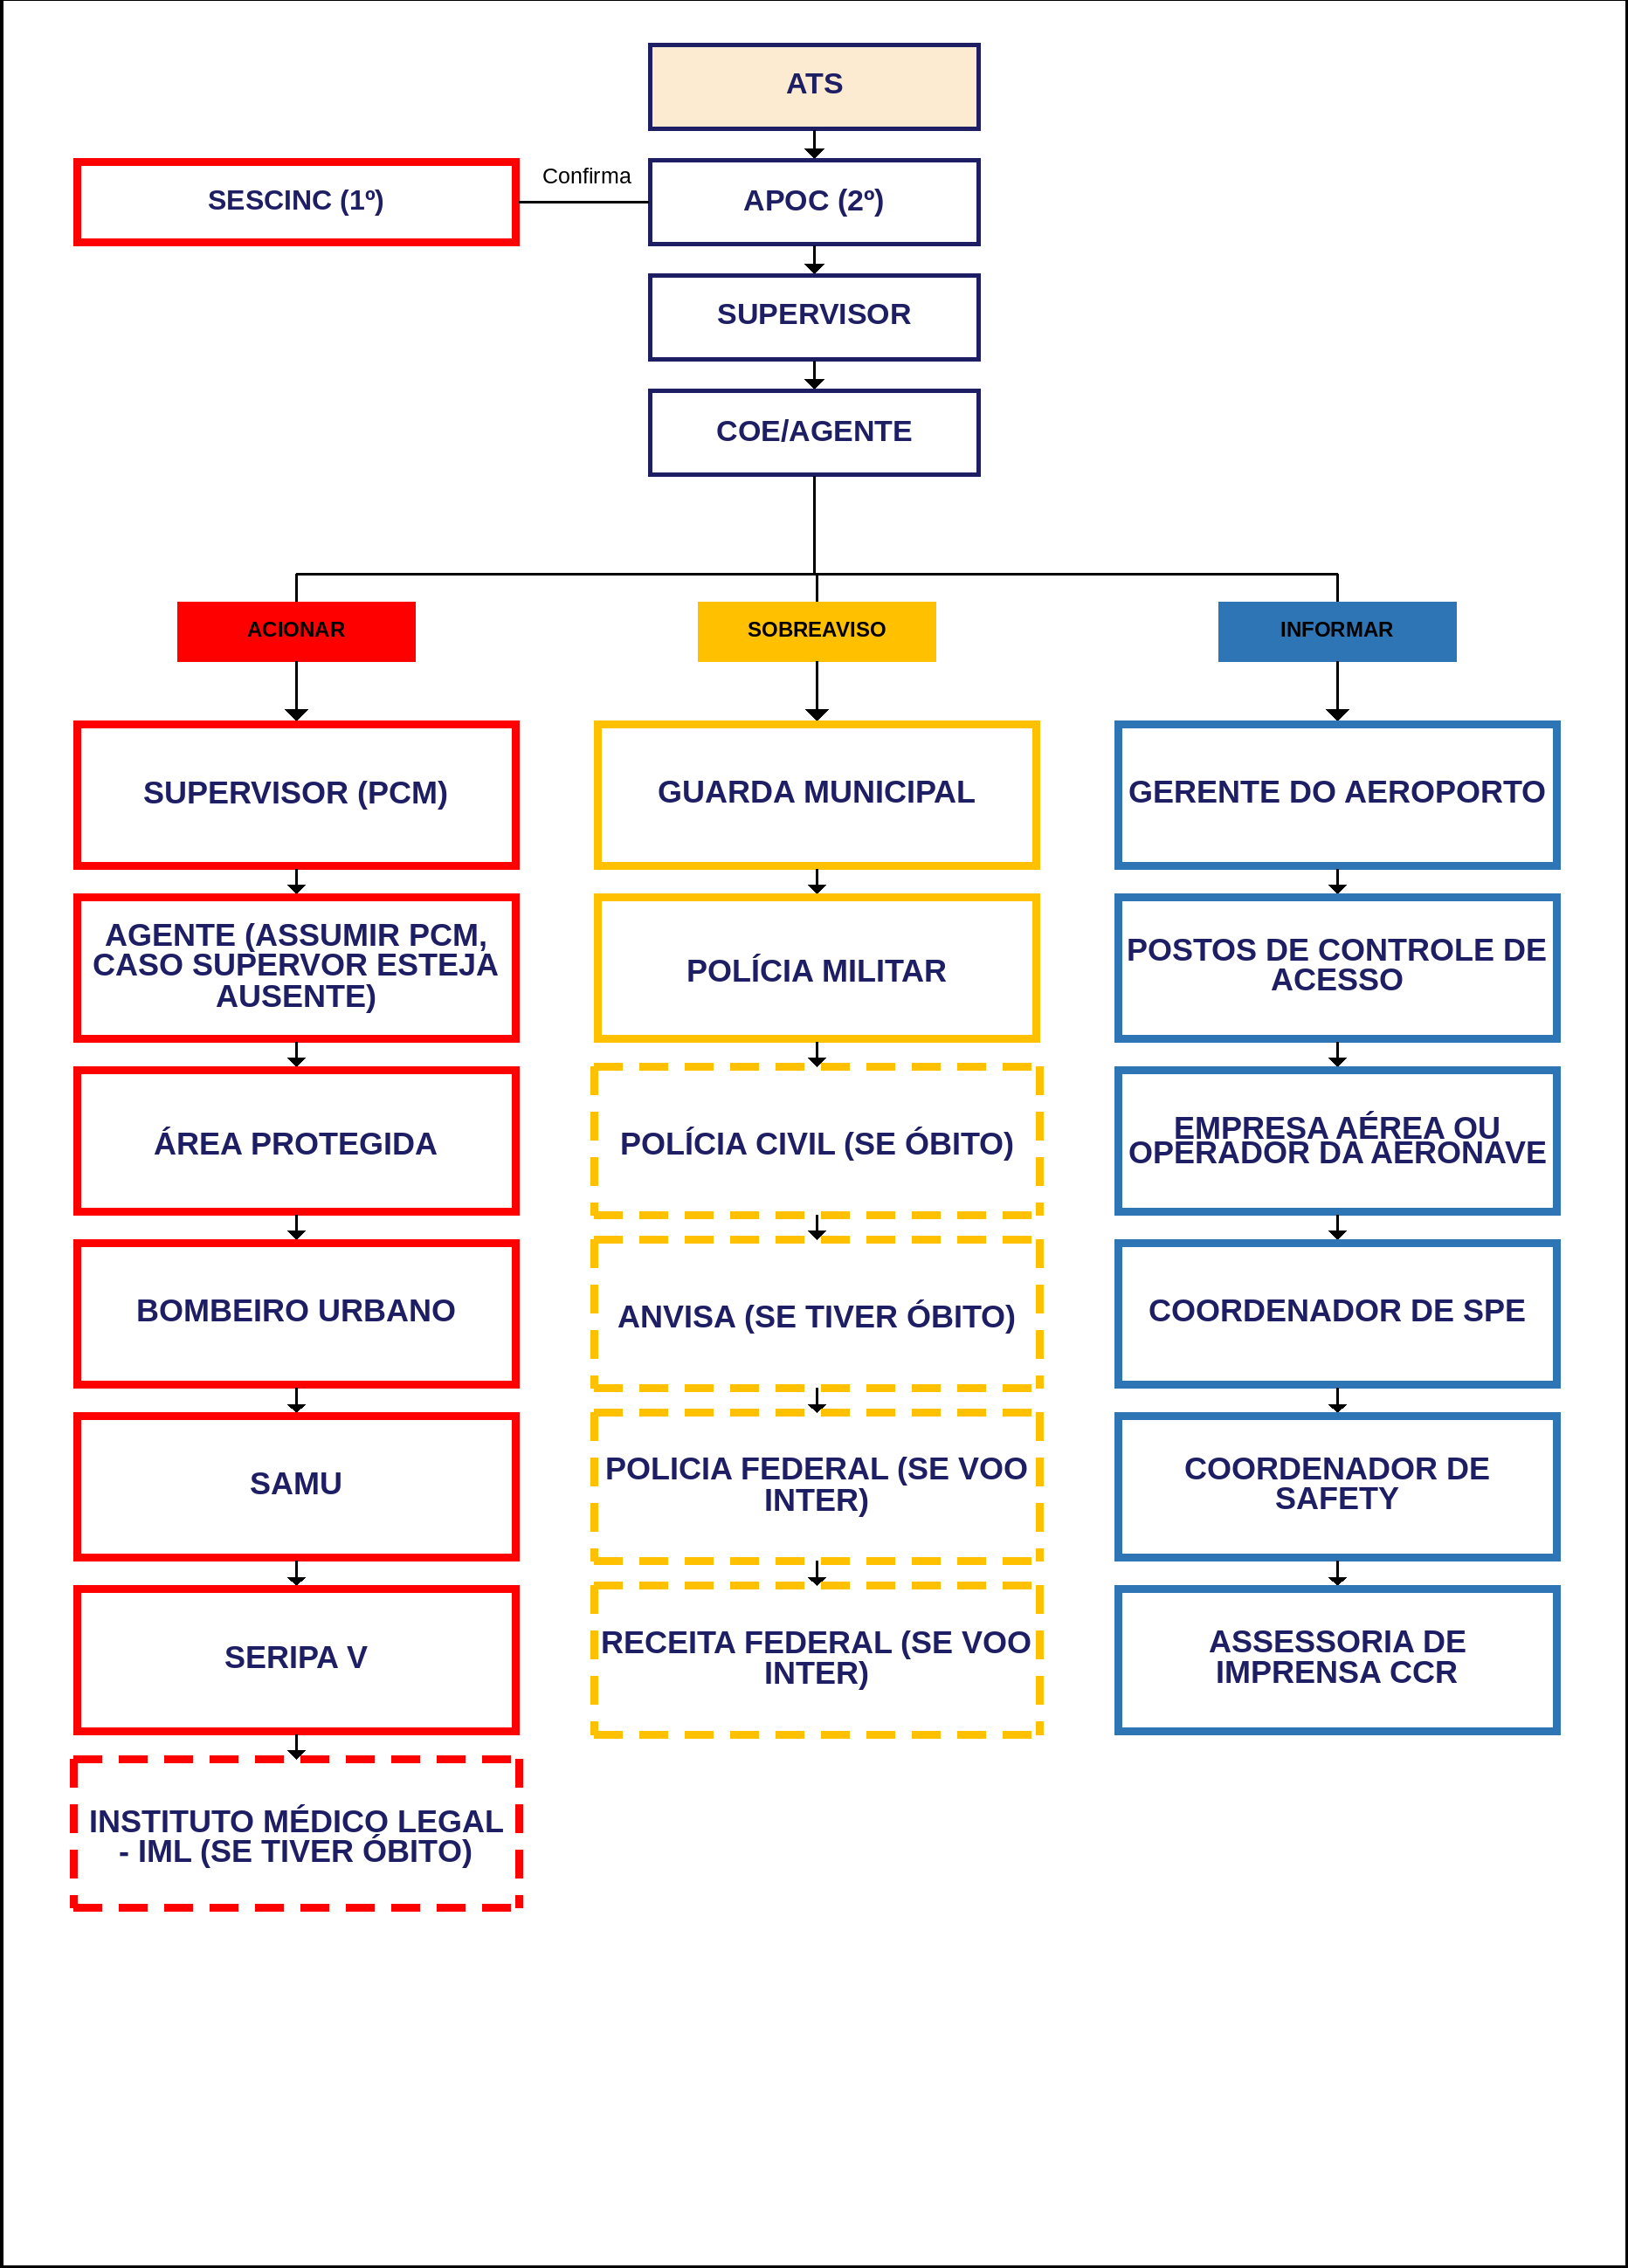 ATS
Confirma
SESCINC (1º)
APOC (2º)
SUPERVISOR
COE/AGENTE
ACIONAR
SOBREAVISO
INFORMAR
SUPERVISOR (PCM)
AGENTE (ASSUMIR PCM,
CASO SUPERVOR ESTEJA
AUSENTE)
ÁREA PROTEGIDA
BOMBEIRO URBANO
SAMU
SERIPA V
INSTITUTO MÉDICO LEGAL
- IML (SE TIVER ÓBITO)
GUARDA MUNICIPAL
POLÍCIA MILITAR
POLÍCIA CIVIL (SE ÓBITO)
ANVISA (SE TIVER ÓBITO)
POLICIA FEDERAL (SE VOO
INTER)
RECEITA FEDERAL (SE VOO
INTER)
GERENTE DO AEROPORTO
POSTOS DE CONTROLE DE
ACESSO
EMPRESA AÉREA OU
OPERADOR DA AERONAVE
COORDENADOR DE SPE
COORDENADOR DE
SAFETY
ASSESSORIA DE
IMPRENSA CCR